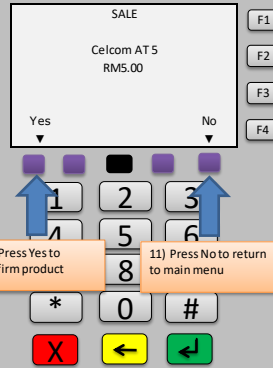 SALE
F1
Celcom AT 5
F2
RM5.00
F3
Yes
No
F4
1
2
3
4
5
6
Press Yes to
firm product
8
11) Press No to return
to main menu
*
0
#
X